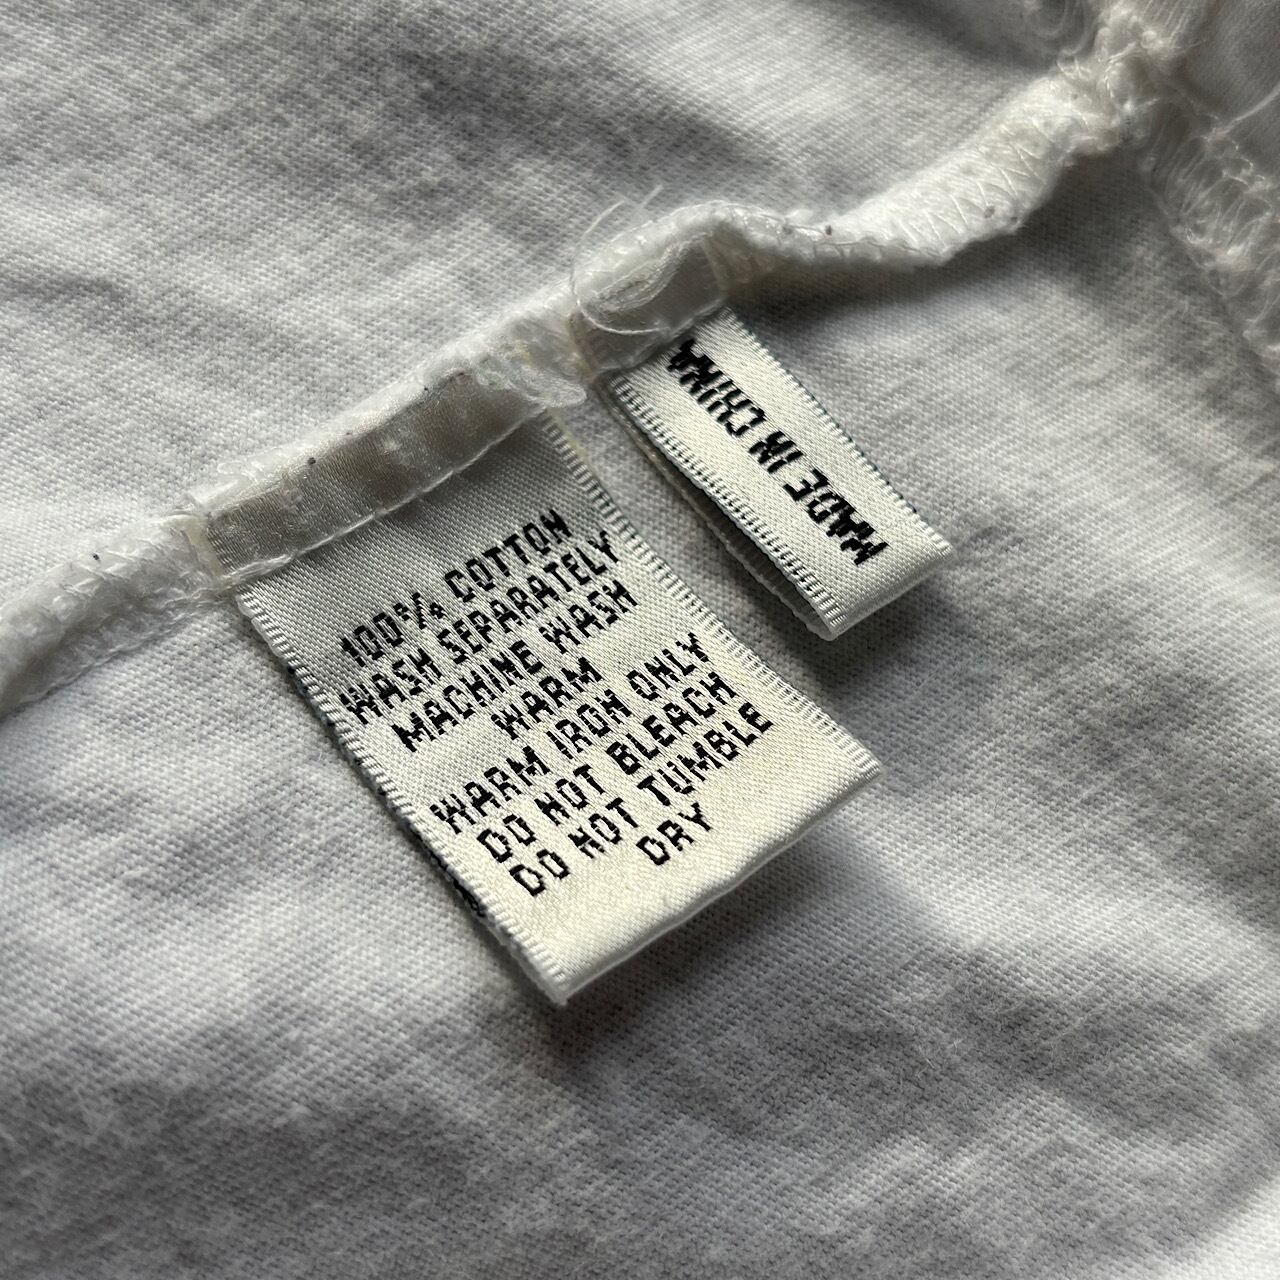 100% COTTON
WASH SEPARATELY
MACHINE WASH
WARM
WARM IRON ONLY
DO NOT BLEACH
DO NOT TUMBLE
DRY
MADE IN CHINA